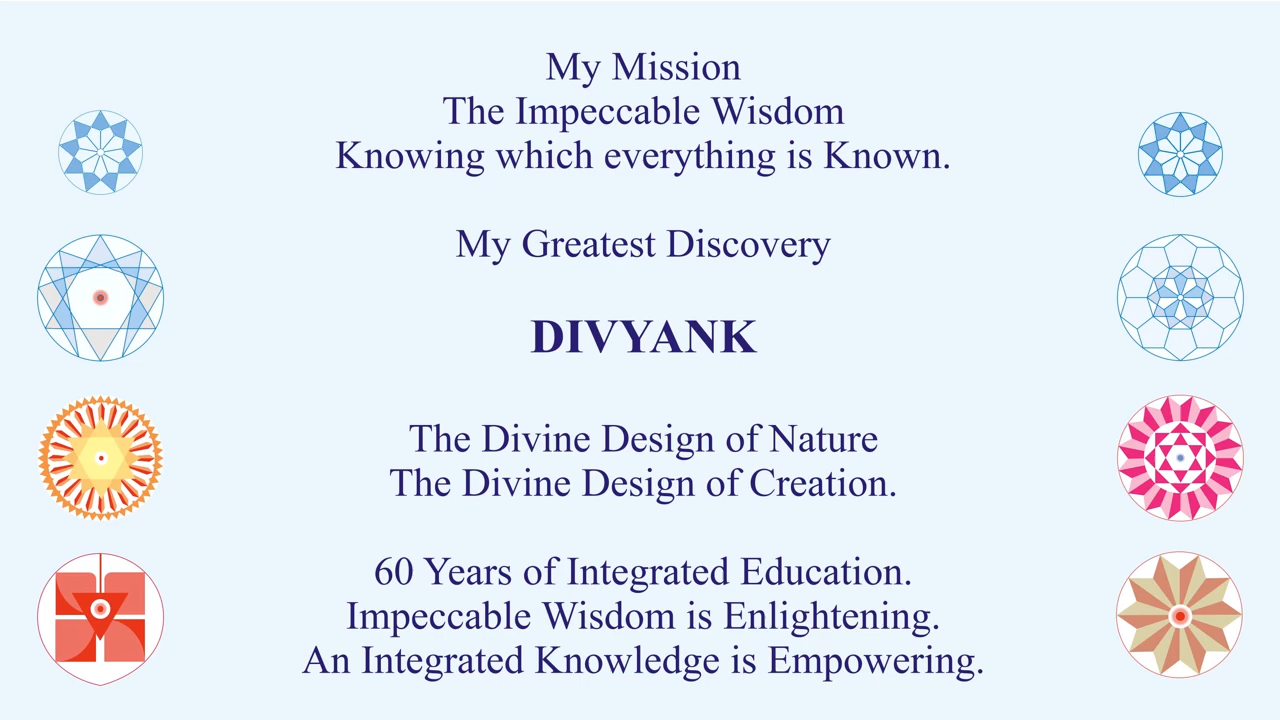 My Mission
The Impeccable Wisdom
Knowing which everything is Known.
My Greatest Discovery
DIVYANK
The Divine Design of Nature
The Divine Design of Creation.
60 Years of Integrated Education.
Impeccable Wisdom is Enlightening.
An Integrated Knowledge is Empowering.